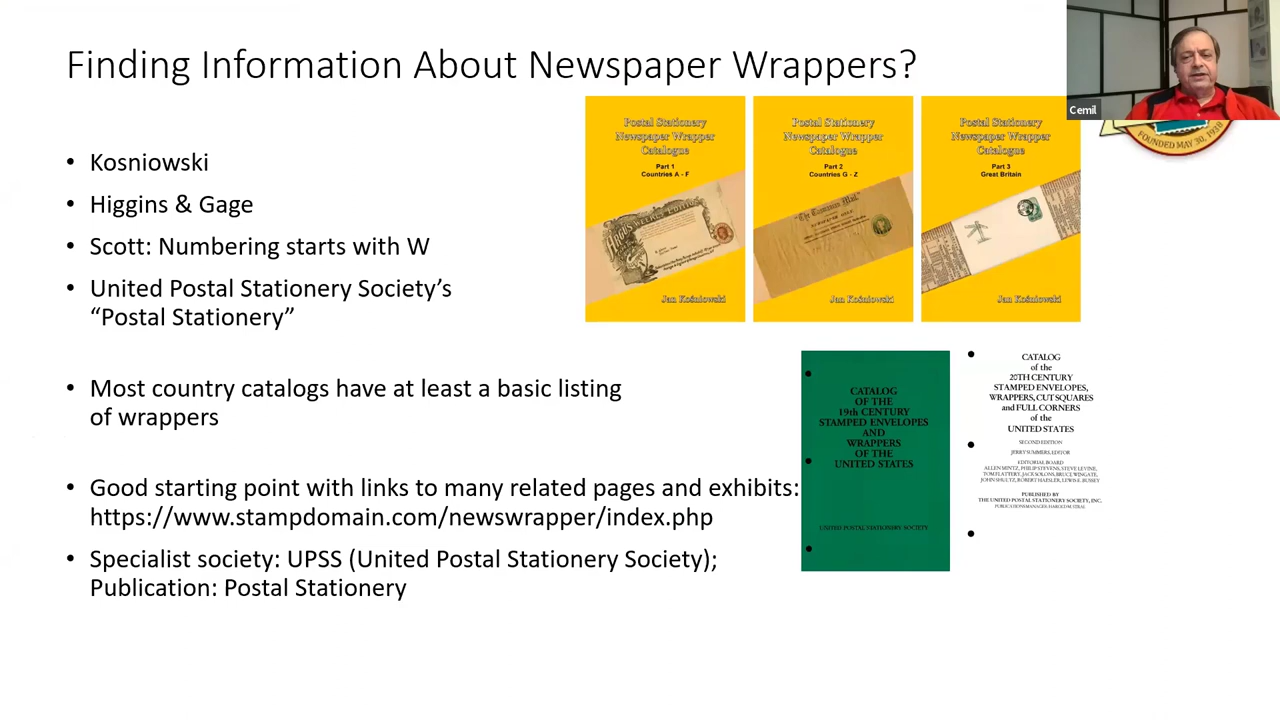 Finding Information About Newspaper Wrappers?
Cemil
FOUNDED MAY 30, 19
• Kosniowski
• Higgins & Gage
• Scott: Numbering starts with W
• United Postal Stationery Society’s
“Postal Stationery”
• Most country catalogs have at least a basic listing
of wrappers
• Good starting point with links to many related pages and exhibits:
https://www.stampdomain.com/newswrapper/index.php
• Specialist society: UPSS (United Postal Stationery Society);
Publication: Postal Stationery
Postal Stationery
Newspaper Wrapper
Catalogue
Part 1
Countries A - F
Jan Kośniowski
Postal Stationery
Newspaper Wrapper
Catalogue
Part 2
Countries G - Z
Jan Kośniowski
Postal Stationery
Newspaper Wrapper
Catalogue
Part 3
Great Britain
Jan Kośniowski
CATALOG
OF THE
19th CENTURY
STAMPED ENVELOPES
AND
WRAPPERS
OF THE
UNITED STATES
UNITED POSTAL STATIONERY SOCIETY
CATALOG
of the
20TH CENTURY
STAMPED ENVELOPES,
WRAPPERS, CUT SQUARES
and FULL CORNERS
of the
UNITED STATES
SECOND EDITION
JERRY SUMMERS, EDITOR
EDITORIAL BOARD
ALLEN MINTZ, PHILIP STEVENS, STEVE LEVINE,
TOM FLATTERY, JACK SOLONS, BRUCE WINGATE,
JOHN SHULTZ, ROBERT HAESLER, LEWIS E. BUSSEY
PUBLISHED BY
THE UNITED POSTAL STATIONERY SOCIETY, INC.
PUBLICATIONS MANAGER: HAROLD M. STRAL